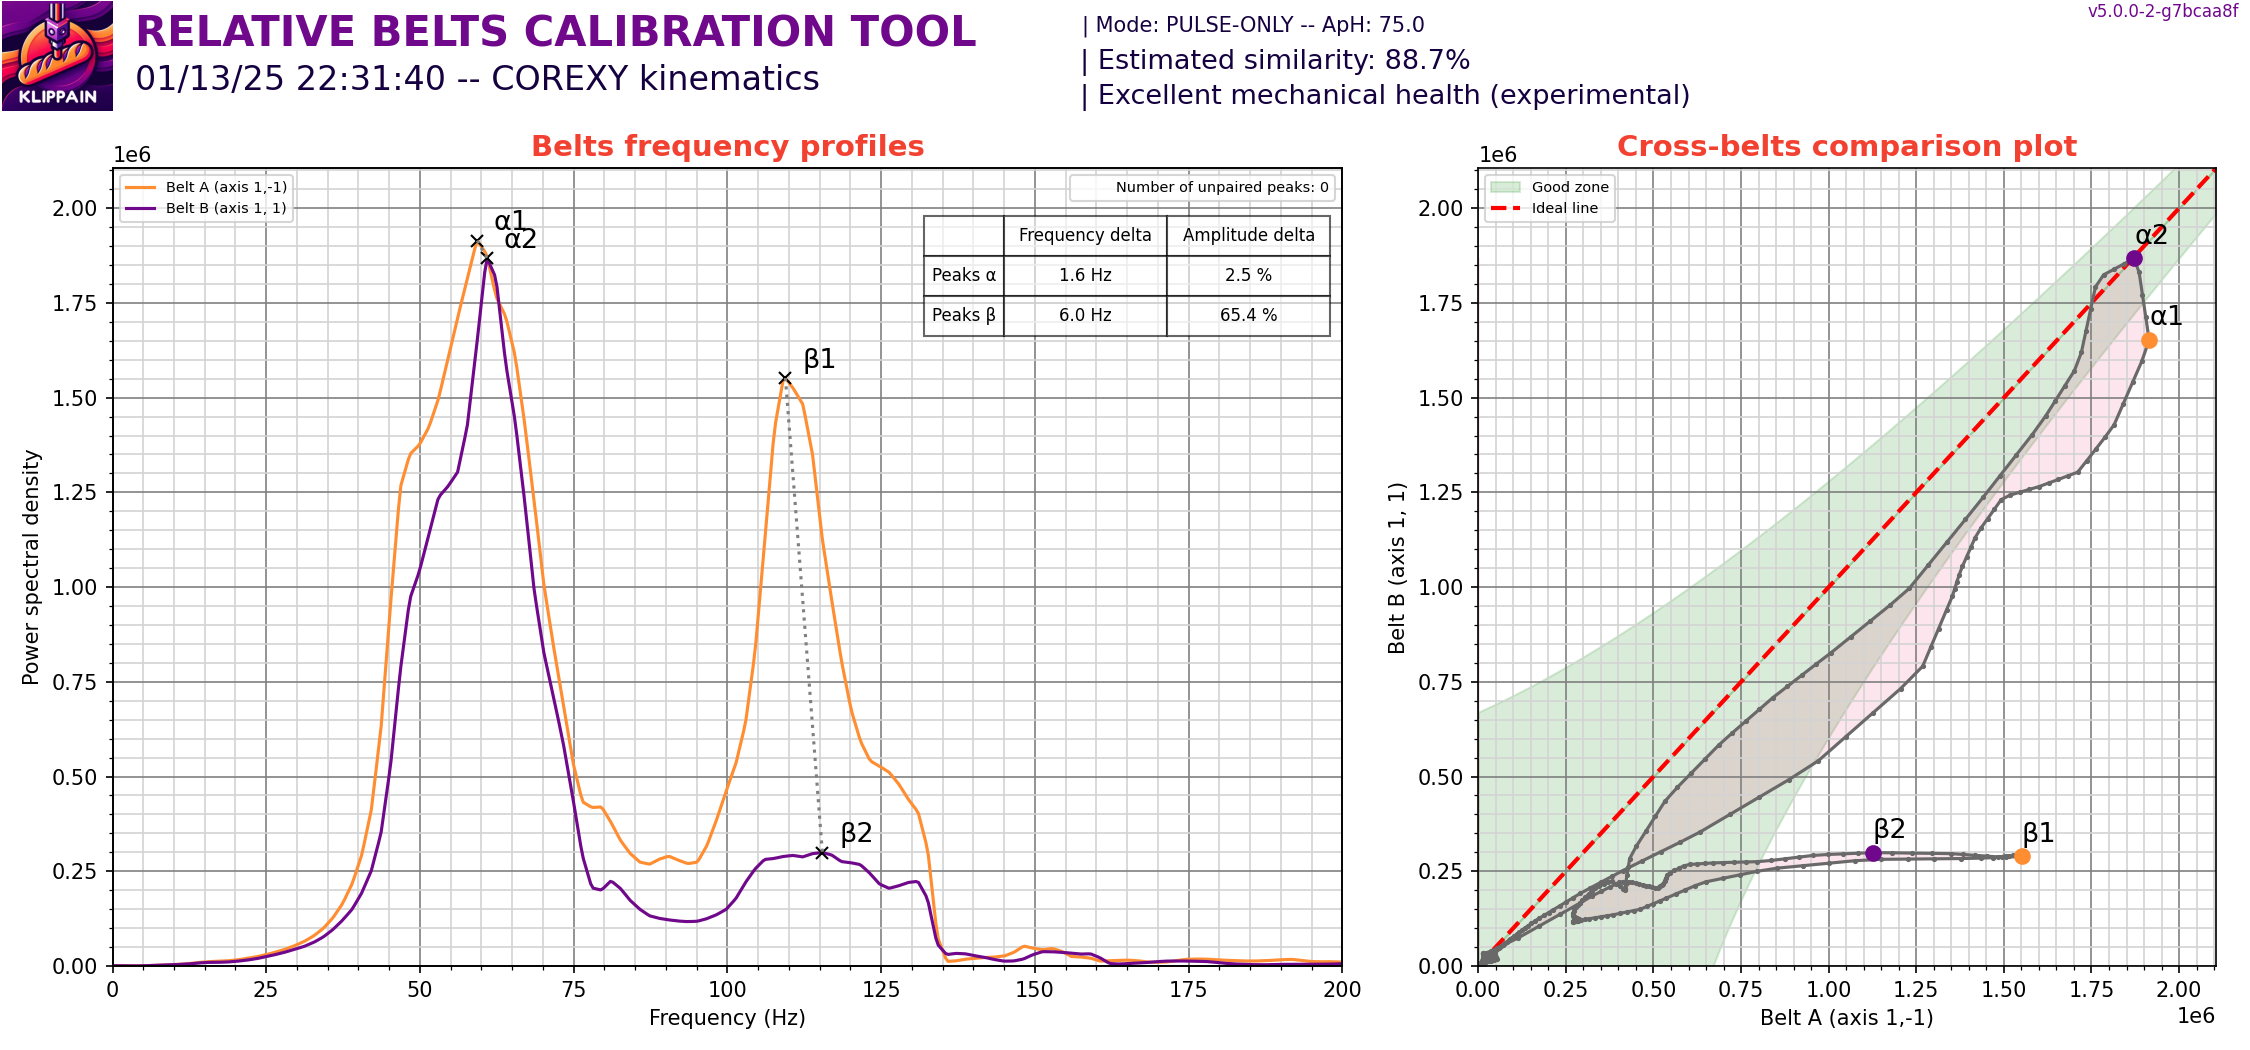 KLIPPAIN
RELATIVE BELTS CALIBRATION TOOL
01/13/25 22:31:40 -- COREXY kinematics
| Mode: PULSE-ONLY -- ApH: 75.0
| Estimated similarity: 88.7%
| Excellent mechanical health (experimental)
v5.0.0-2-g7bcaa8f
Belts frequency profiles
1e6
Belt A (axis 1,-1)
Belt B (axis 1, 1)
Number of unpaired peaks: 0
Frequency delta Amplitude delta
Peaks α 1.6 Hz 2.5 %
Peaks β 6.0 Hz 65.4 %
α1
α2
β1
β2
2.00
1.75
1.50
1.25
1.00
0.75
0.50
0.25
0.00
Power spectral density
0 25 50 75 100 125 150 175 200
Frequency (Hz)
Cross-belts comparison plot
1e6
Good zone
Ideal line
α2
α1
β2
β1
2.00
1.75
1.50
1.25
1.00
0.75
0.50
0.25
0.00
Belt B (axis 1, 1)
0.00 0.25 0.50 0.75 1.00 1.25 1.50 1.75 2.00
Belt A (axis 1,-1)
1e6